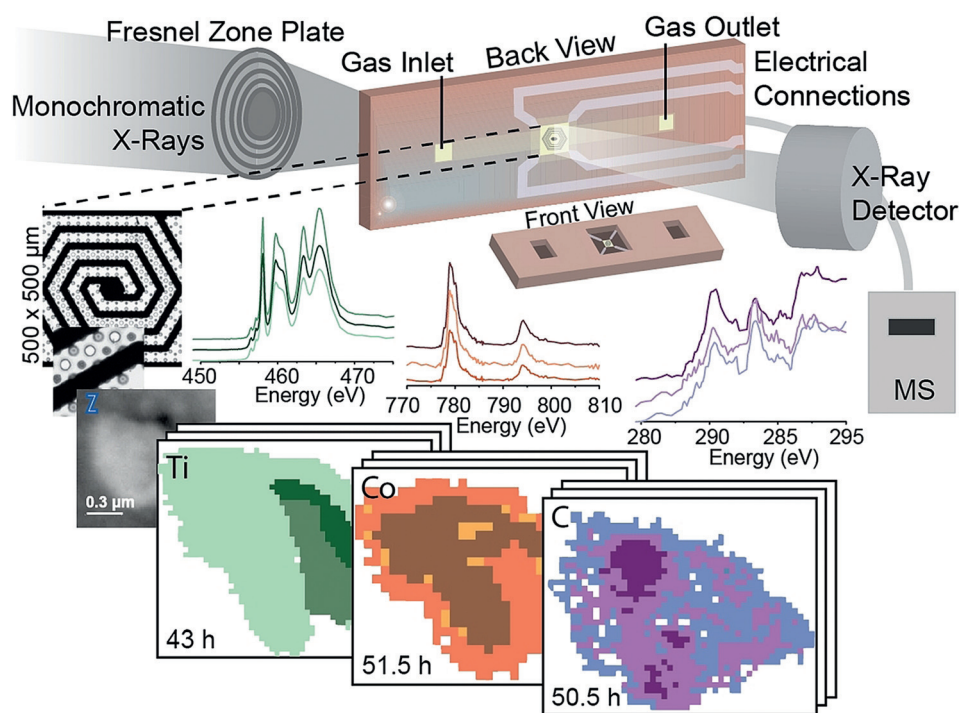 Fresnel Zone Plate
Gas Outlet
Gas Inlet
Back View
Electrical
Connections
Monochromatic
X-Rays
X-Ray
Detector
Front View
500 x 500 µm
MS
450 460 470
Energy (eV)
770 780 790 800 810
Energy (eV)
280 290 285 295
Energy (eV)
Z
0.3 µm
Ti
43 h
Co
51.5 h
C
50.5 h